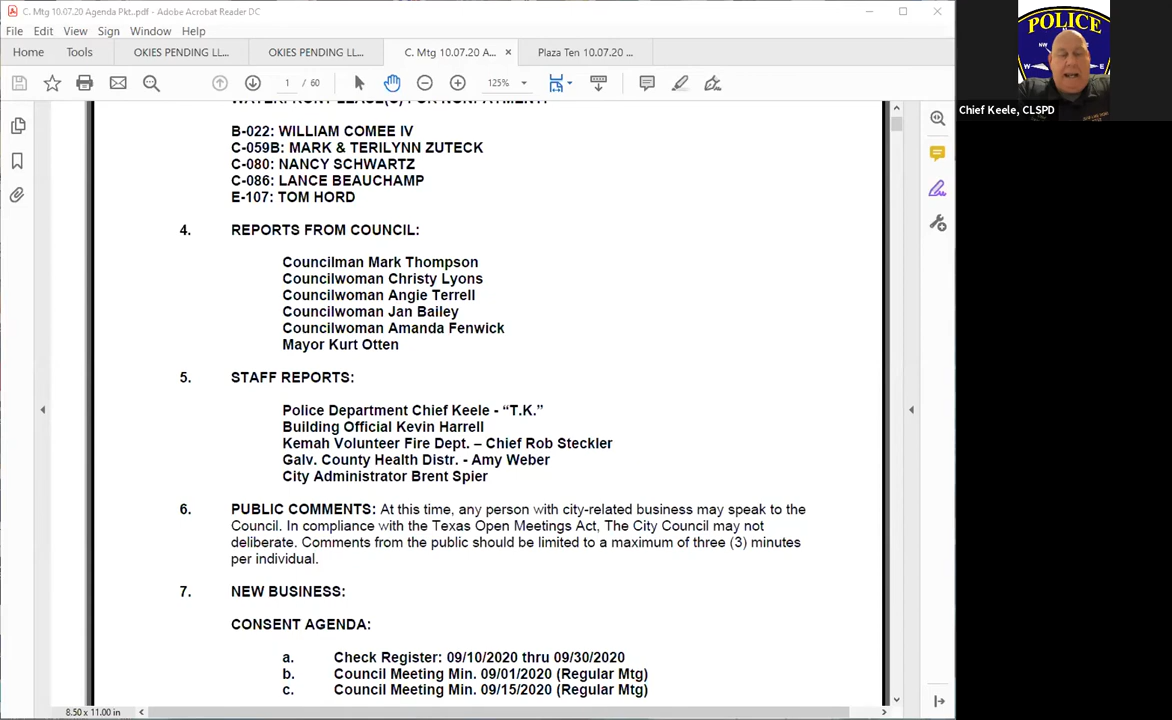 C. Mtg 10.07.20 Agenda Pkt..pdf - Adobe Acrobat Reader DC
File Edit View Sign Window Help
Home Tools OKIES PENDING LL... OKIES PENDING LL... C. Mtg 10.07.20 A... × Plaza Ten 10.07.20 ...
1 / 60 125%
WATERFRONT LEASE(S) FOR NONPAYMENT:
B-022: WILLIAM COMEE IV
C-059B: MARK & TERILYNN ZUTECK
C-080: NANCY SCHWARTZ
C-086: LANCE BEAUCHAMP
E-107: TOM HORD
4. REPORTS FROM COUNCIL:
Councilman Mark Thompson
Councilwoman Christy Lyons
Councilwoman Angie Terrell
Councilwoman Jan Bailey
Councilwoman Amanda Fenwick
Mayor Kurt Otten
5. STAFF REPORTS:
Police Department Chief Keele - “T.K.”
Building Official Kevin Harrell
Kemah Volunteer Fire Dept. – Chief Rob Steckler
Galv. County Health Distr. - Amy Weber
City Administrator Brent Spier
6. PUBLIC COMMENTS: At this time, any person with city-related business may speak to the
Council. In compliance with the Texas Open Meetings Act, The City Council may not
deliberate. Comments from the public should be limited to a maximum of three (3) minutes
per individual.
7. NEW BUSINESS:
CONSENT AGENDA:
a. Check Register: 09/10/2020 thru 09/30/2020
b. Council Meeting Min. 09/01/2020 (Regular Mtg)
c. Council Meeting Min. 09/15/2020 (Regular Mtg)
8.50 x 11.00 in
POLICE
NW N
W E
Chief Keele, CLSPD